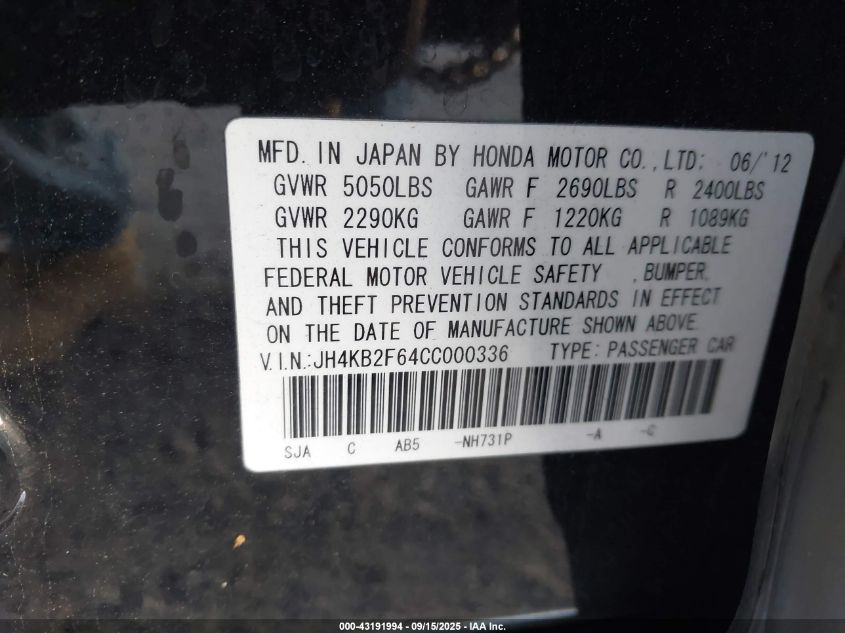 MFD. IN JAPAN BY HONDA MOTOR CO.,LTD; 06/'12
GVWR 5050LBS GAWR F 2690LBS R 2400LBS
GVWR 2290KG GAWR F 1220KG R 1089KG
THIS VEHICLE CONFORMS TO ALL APPLICABLE
FEDERAL MOTOR VEHICLE SAFETY ,BUMPER,
AND THEFT PREVENTION STANDARDS IN EFFECT
ON THE DATE OF MANUFACTURE SHOWN ABOVE.
V.I.N.:JH4KB2F64CC000336 TYPE:PASSENGER CAR
SJA C AB5 -NH731P -A -C
000-43191994 - 09/15/2025 - IAA Inc.